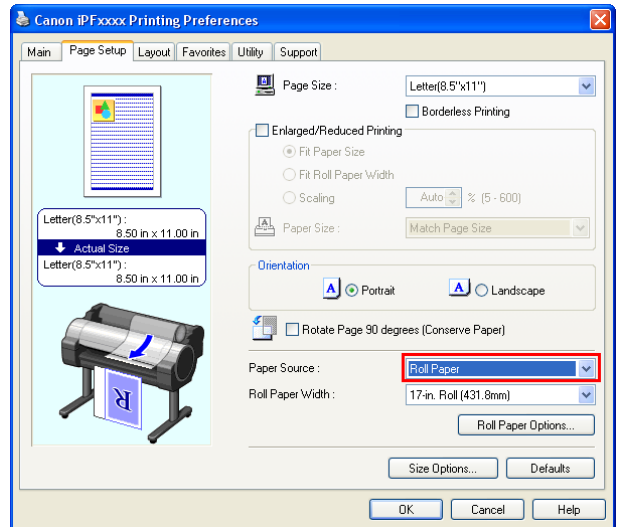 Canon iPFxxxx Printing Preferences
Main Page Setup Layout Favorites Utility Support
Page Size : Letter(8.5"x11")
Borderless Printing
Enlarged/Reduced Printing
Fit Paper Size
Fit Roll Paper Width
Scaling Auto % (5 - 600)
Paper Size : Match Page Size
Letter(8.5"x11") :
8.50 in x 11.00 in
Actual Size
Letter(8.5"x11") :
8.50 in x 11.00 in
Orientation
A Portrait A Landscape
Rotate Page 90 degrees (Conserve Paper)
Paper Source : Roll Paper
Roll Paper Width : 17-in. Roll (431.8mm)
Roll Paper Options...
R
Size Options... Defaults
OK Cancel Help